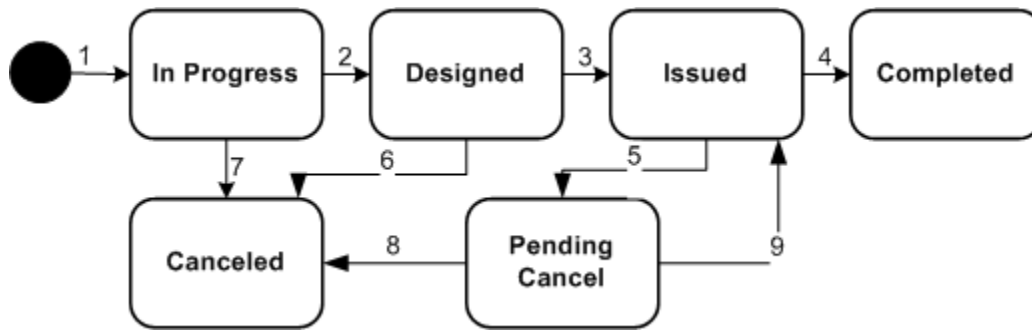 1
In Progress
2
Designed
3
Issued
4
Completed
7
6
5
Canceled
8
Pending
Cancel
9